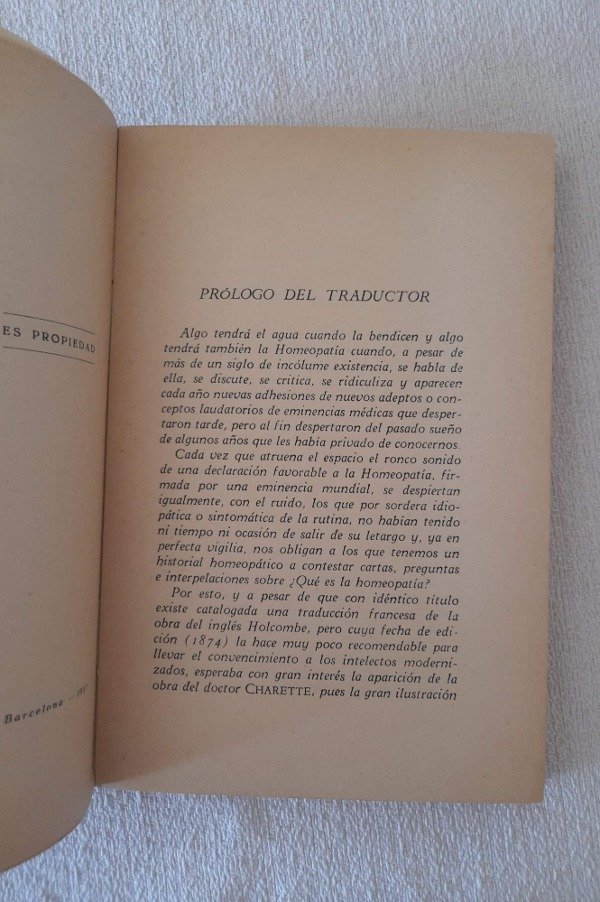 ES PROPIEDAD
Barcelona -
PRÓLOGO DEL TRADUCTOR
Algo tendrá el agua cuando la bendicen y algo
tendrá también la Homeopatía cuando, a pesar de
más de un siglo de incólume existencia, se habla de
ella, se discute, se critica, se ridiculiza y aparecen
cada año nuevas adhesiones de nuevos adeptos o con-
ceptos laudatorios de eminencias médicas que desper-
taron tarde, pero al fin despertaron del pasado sueño
de algunos años que les había privado de conocernos.
Cada vez que atruena el espacio el ronco sonido
de una declaración favorable a la Homeopatía, fir-
mada por una eminencia mundial, se despiertan
igualmente, con el ruido, los que por sordera idio-
pática o sintomática de la rutina, no habían tenido
ni tiempo ni ocasión de salir de su letargo y, ya en
perfecta vigilia, nos obligan a los que tenemos un
historial homeopático a contestar cartas, preguntas
e interpelaciones sobre ¿Qué es la homeopatía?
Por esto, y a pesar de que con idéntico título
existe catalogada una traducción francesa de la
obra del inglés Holcombe, pero cuya fecha de edi-
ción (1874) la hace muy poco recomendable para
llevar el convencimiento a los intelectos moderni-
zados, esperaba con gran interés la aparición de la
obra del doctor CHARETTE, pues la gran ilustración